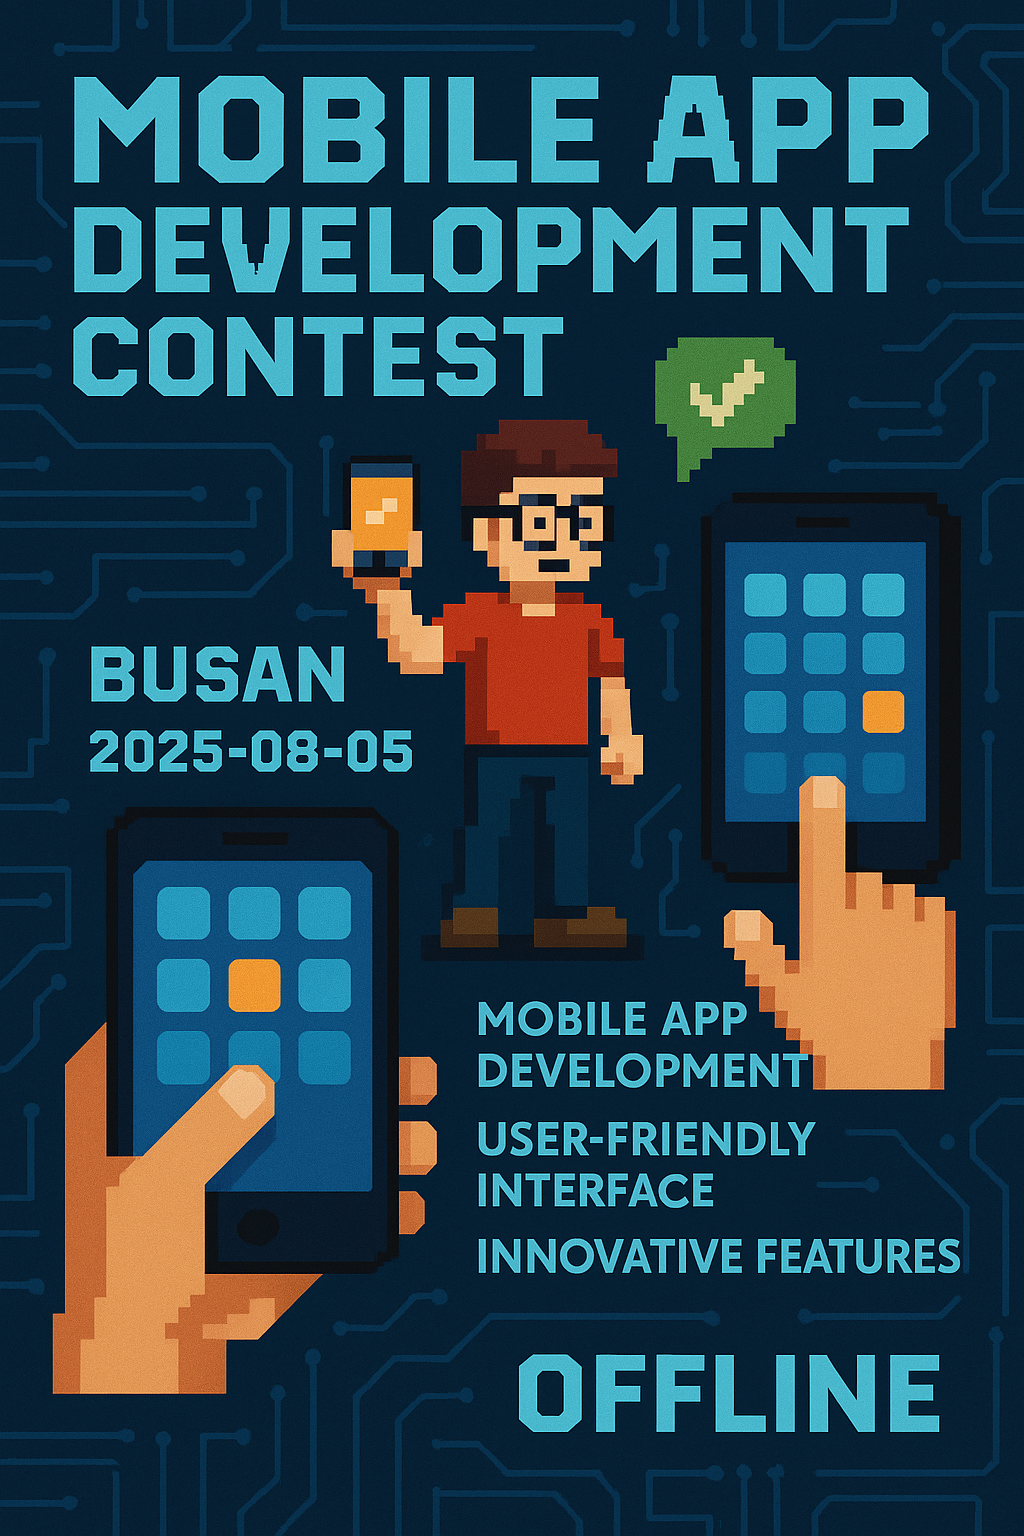 MOBILE APP
DEVELOPMENT
CONTEST
BUSAN
2025-08-05
MOBILE APP
DEVELOPMENT
USER-FRIENDLY
INTERFACE
INNOVATIVE FEATURES
OFFLINE